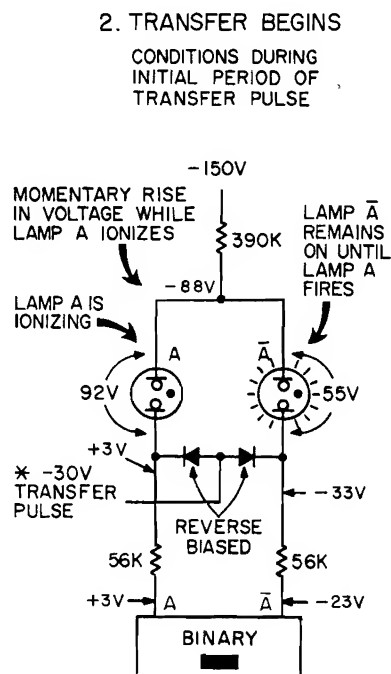 2. TRANSFER BEGINS
CONDITIONS DURING
INITIAL PERIOD OF
TRANSFER PULSE
-150V
MOMENTARY RISE
IN VOLTAGE WHILE
LAMP A IONIZES
390K
LAMP A̅
REMAINS
ON UNTIL
LAMP A
FIRES
-88V
LAMP A IS
IONIZING
A
A̅
92V
55V
+3V
* -30V
TRANSFER
PULSE
-33V
REVERSE
BIASED
56K
56K
+3V
A
A̅
-23V
BINARY